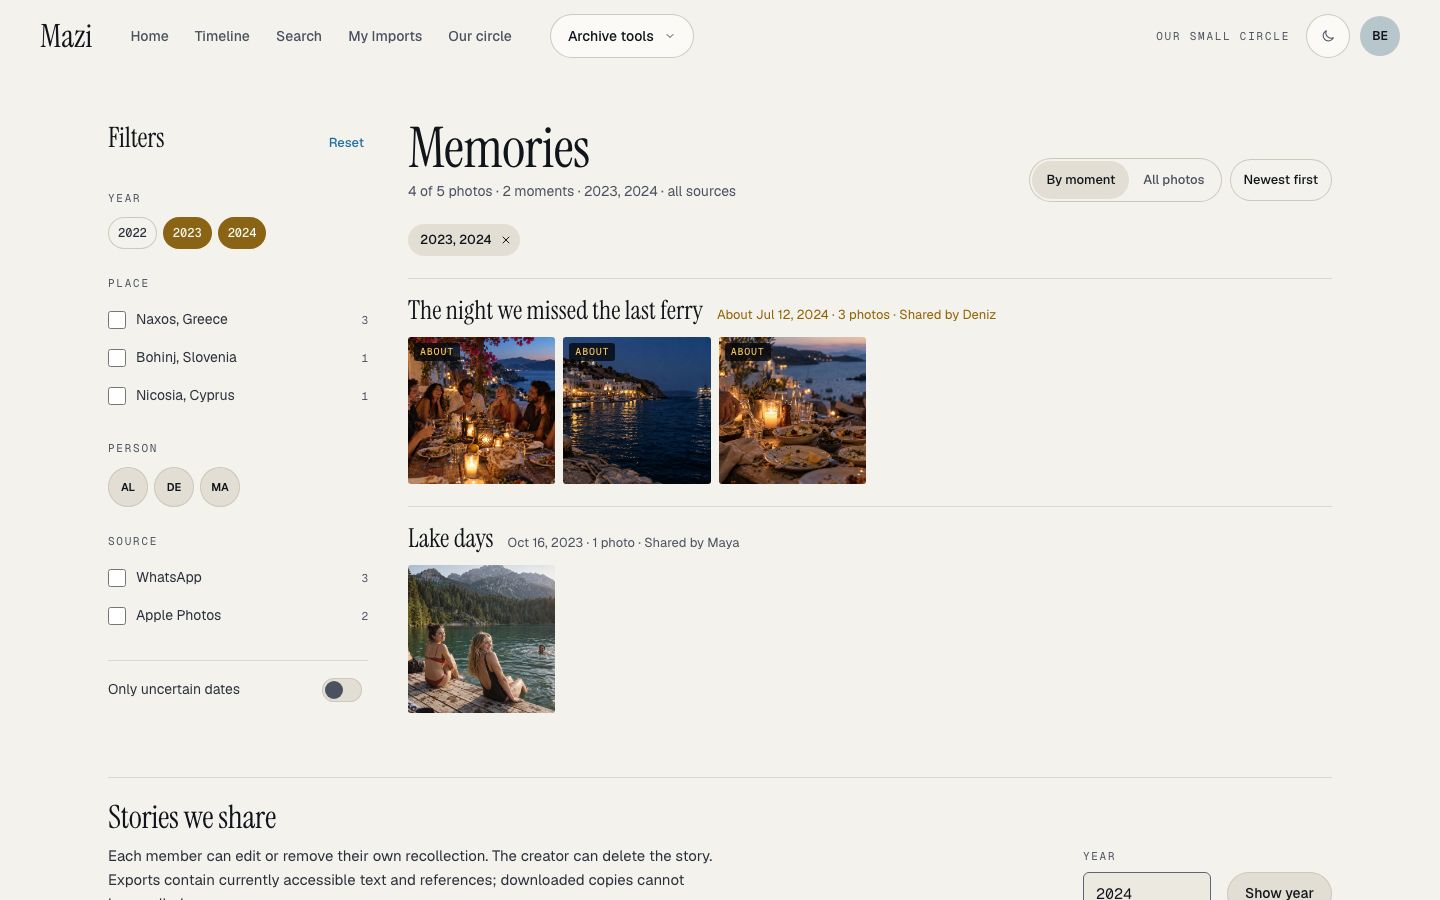 Mazi
Home
Timeline
Search
My Imports
Our circle
Archive tools
OUR SMALL CIRCLE
BE
Filters
Reset
YEAR
2022
2023
2024
PLACE
Naxos, Greece 3
Bohinj, Slovenia 1
Nicosia, Cyprus 1
PERSON
AL
DE
MA
SOURCE
WhatsApp 3
Apple Photos 2
Only uncertain dates
Memories
4 of 5 photos · 2 moments · 2023, 2024 · all sources
By moment
All photos
Newest first
2023, 2024 ×
The night we missed the last ferry
About Jul 12, 2024 · 3 photos · Shared by Deniz
ABOUT
ABOUT
ABOUT
Lake days
Oct 16, 2023 · 1 photo · Shared by Maya
Stories we share
Each member can edit or remove their own recollection. The creator can delete the story.
Exports contain currently accessible text and references; downloaded copies cannot
YEAR
2024
Show year